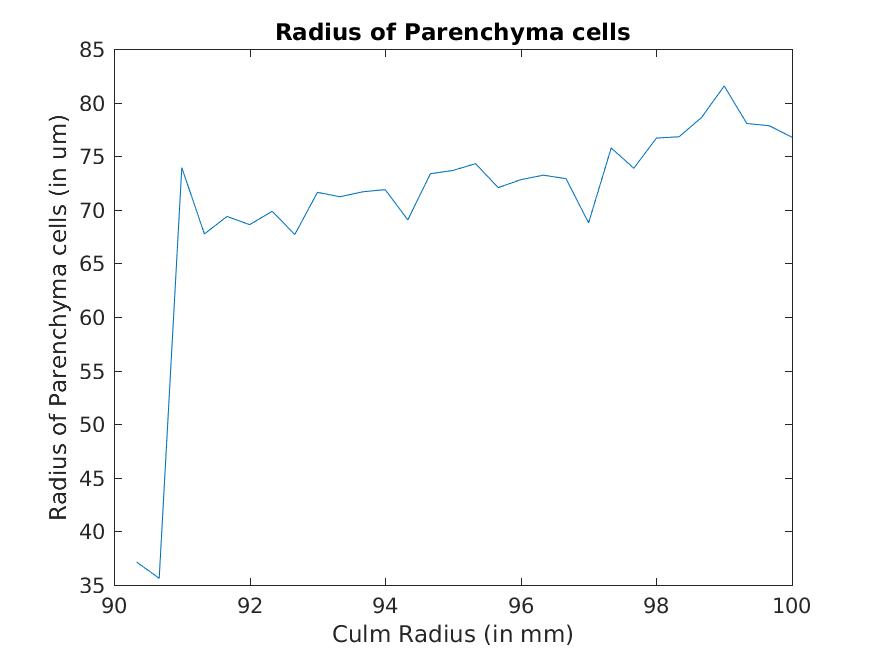 Radius of Parenchyma cells
Radius of Parenchyma cells (in um)
85
80
75
70
65
60
55
50
45
40
35
90 92 94 96 98 100
Culm Radius (in mm)